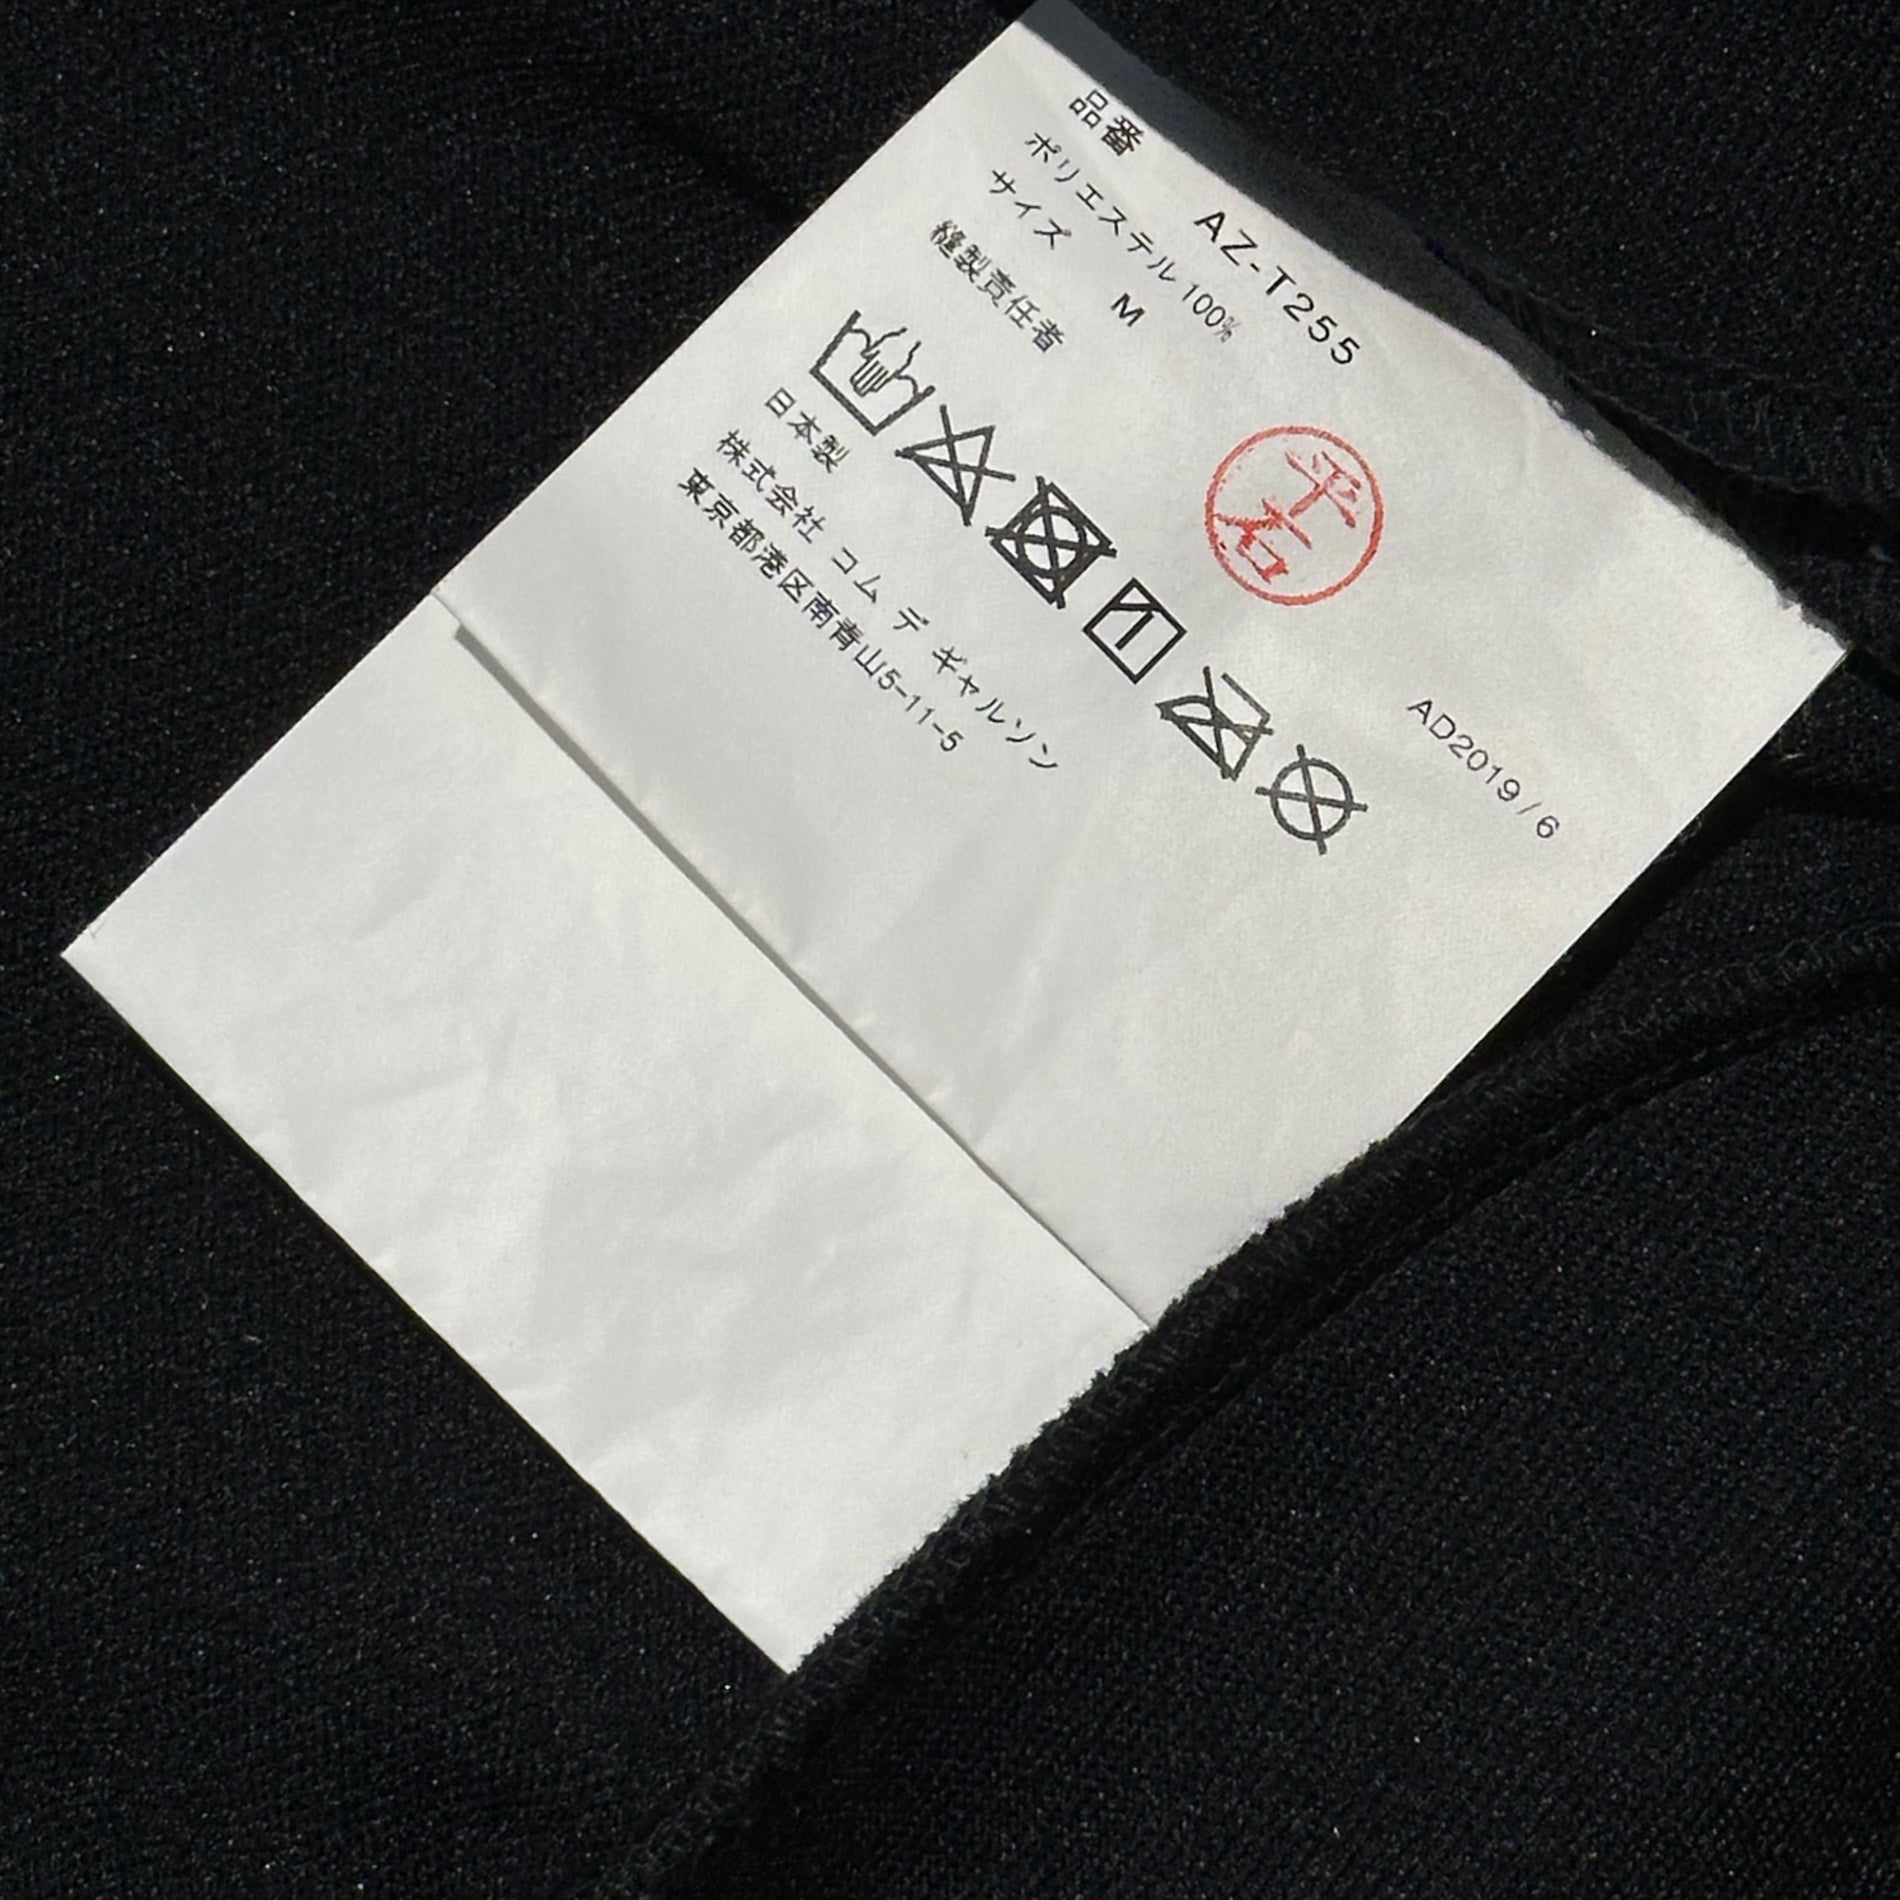 品番 AZ-T255
ポリエステル 100%
サイズ M
縫製責任者
平石
AD2019/6
日本製
株式会社 コム デ ギャルソン
東京都港区南青山5-11-5